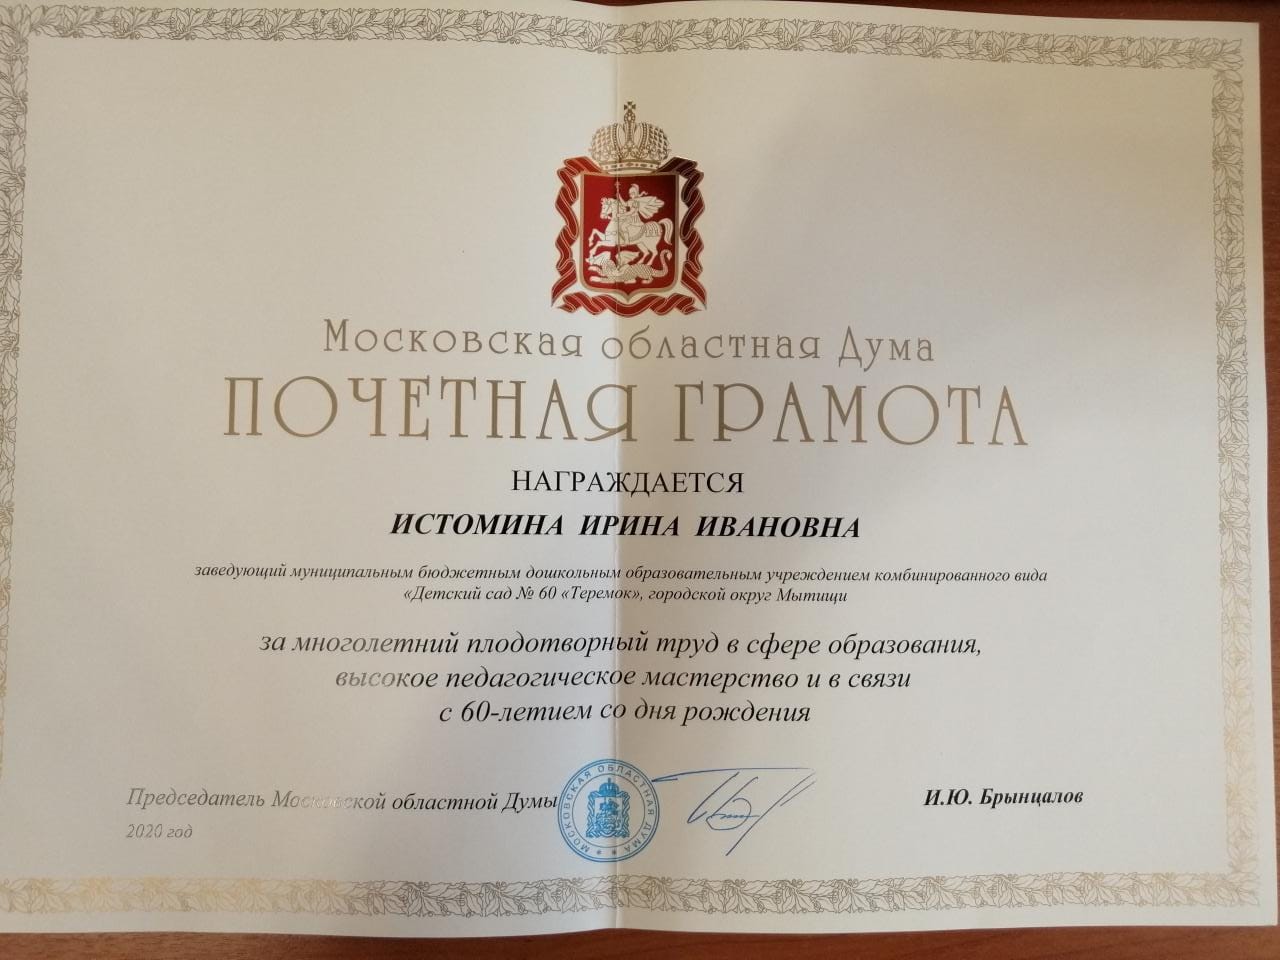 Московская областная Дума
ПОЧЕТНАЯ ГРАМОТА
НАГРАЖДАЕТСЯ
ИСТОМИНА ИРИНА ИВАНОВНА
заведующий муниципальным бюджетным дошкольным образовательным учреждением комбинированного вида
«Детский сад № 60 «Теремок», городской округ Мытищи
за многолетний плодотворный труд в сфере образования,
высокое педагогическое мастерство и в связи
с 60-летием со дня рождения
Председатель Московской областной Думы
МОСКОВСКАЯ ОБЛАСТНАЯ ДУМА
И.Ю. Брынцалов
2020 год